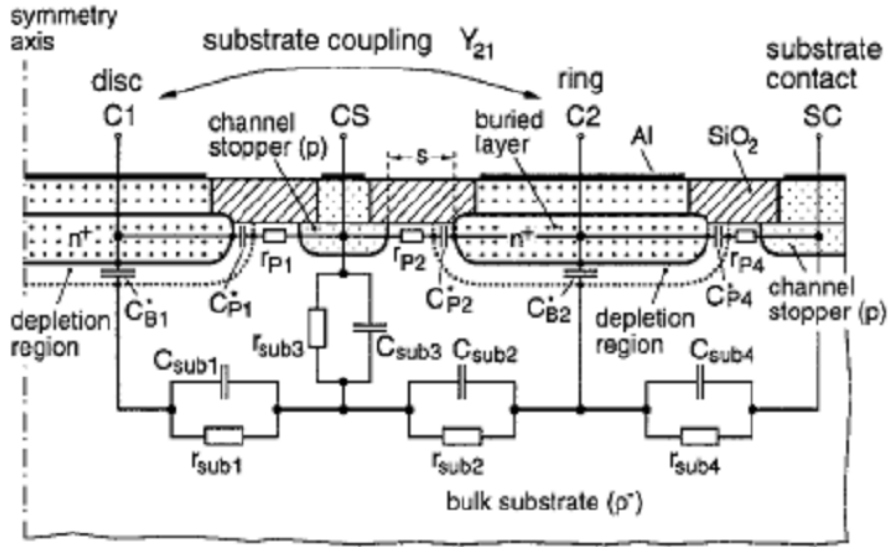 symmetry
axis
substrate coupling Y21
substrate
contact
disc
ring
C1
CS
C2
SC
channel
stopper (p)
buried
layer
Al
SiO2
s
n+
n+
rP1
rP2
rP4
C*B1
C*P1
C*P2
C*B2
C*P4
depletion
region
depletion
region
channel
stopper (p)
rsub3
Csub3
Csub1
Csub2
Csub4
rsub1
rsub2
rsub4
bulk substrate (p-)